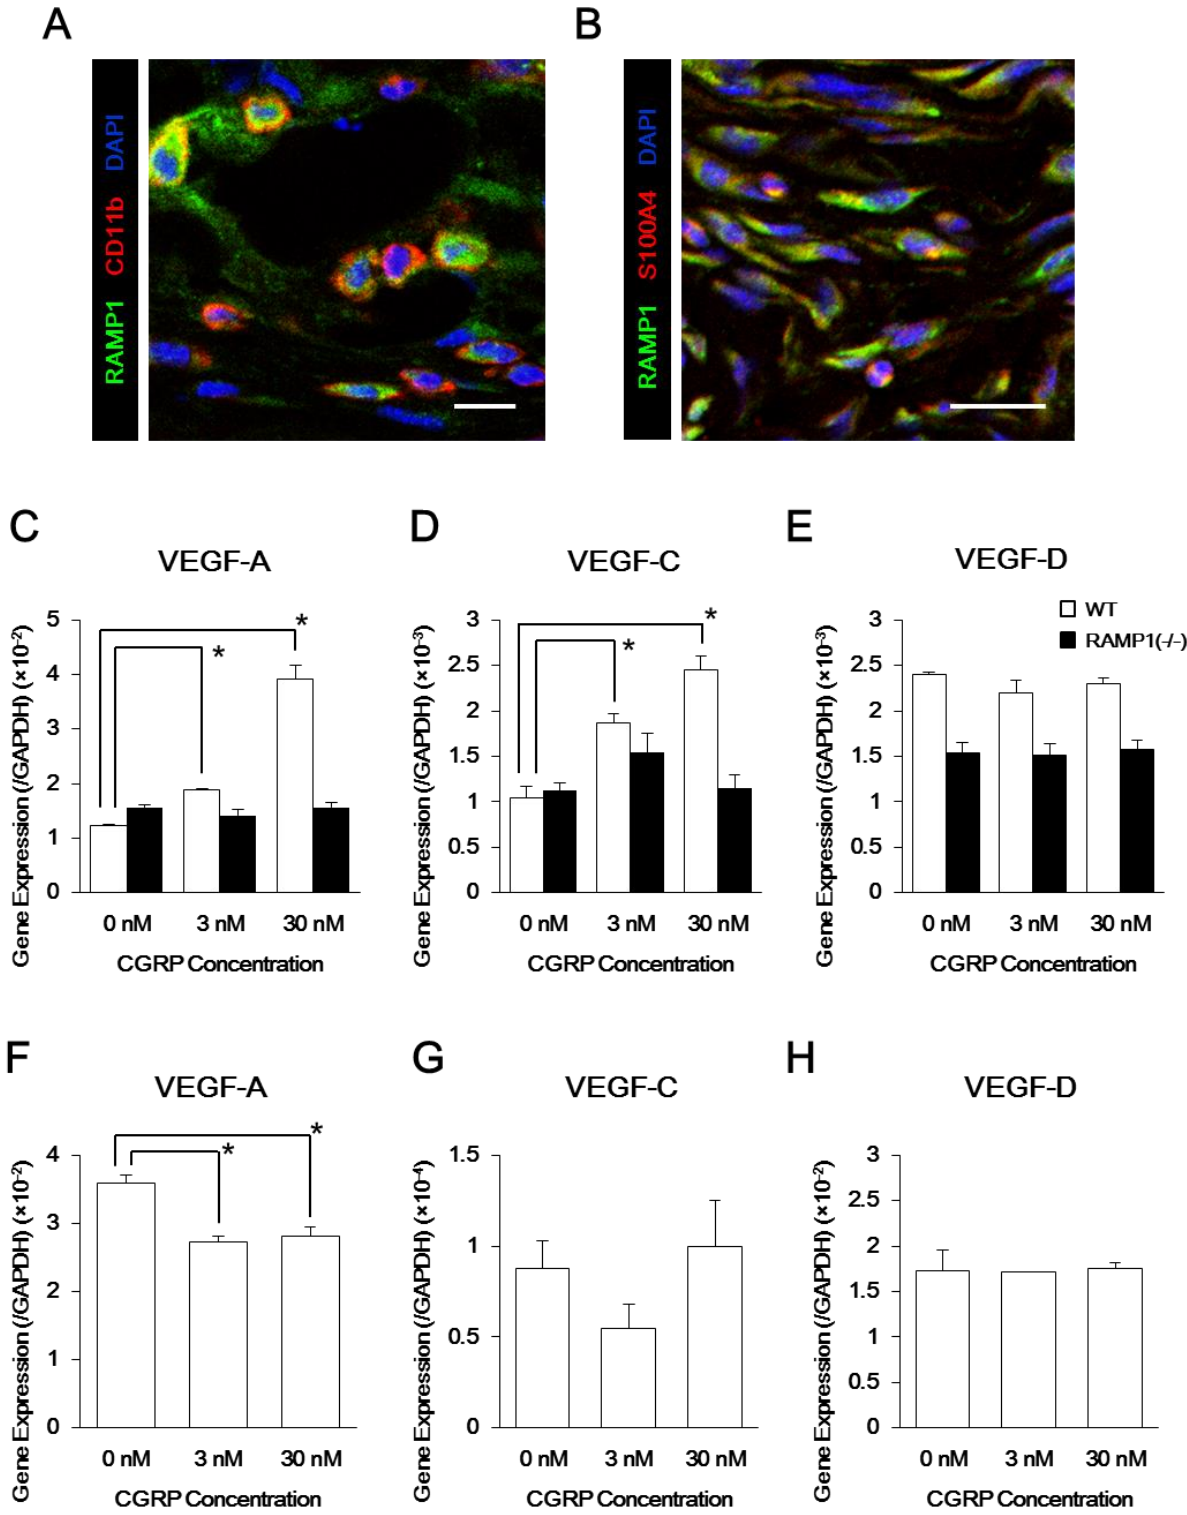 A
B
RAMP1 CD11b DAPI
RAMP1 S100A4 DAPI
C
D
E
VEGF-A
VEGF-C
VEGF-D
WT
RAMP1(-/-)
Gene Expression (/GAPDH) (×10⁻²)
5
4
3
2
1
0
*
*
0 nM 3 nM 30 nM
CGRP Concentration
Gene Expression (/GAPDH) (×10⁻³)
3
2.5
2
1.5
1
0.5
0
*
*
0 nM 3 nM 30 nM
CGRP Concentration
Gene Expression (/GAPDH) (×10⁻³)
3
2.5
2
1.5
1
0.5
0
0 nM 3 nM 30 nM
CGRP Concentration
F
G
H
VEGF-A
VEGF-C
VEGF-D
Gene Expression (/GAPDH) (×10⁻²)
4
3
2
1
0
*
*
0 nM 3 nM 30 nM
CGRP Concentration
Gene Expression (/GAPDH) (×10⁻⁴)
1.5
1
0.5
0
0 nM 3 nM 30 nM
CGRP Concentration
Gene Expression (/GAPDH) (×10⁻²)
3
2.5
2
1.5
1
0.5
0
0 nM 3 nM 30 nM
CGRP Concentration